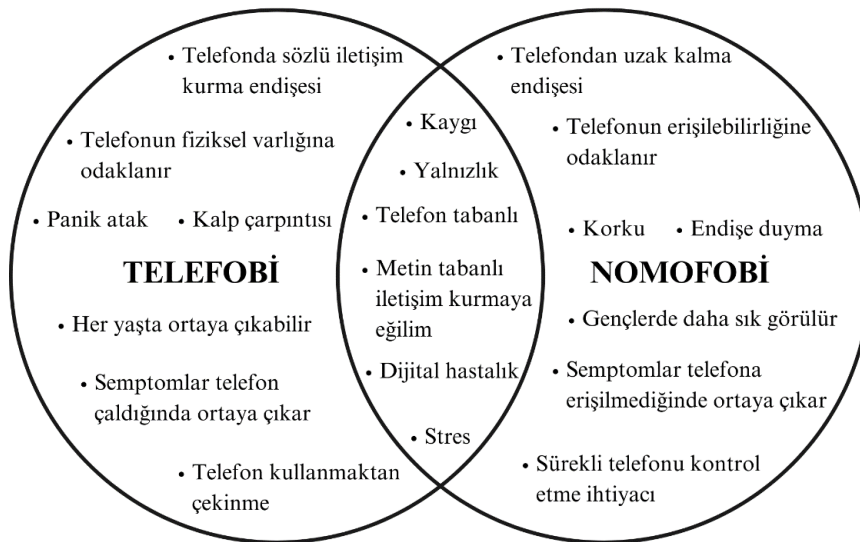 • Telefonda sözlü iletişim
kurma endişesi
• Telefonun fiziksel varlığına
odaklanır
• Panik atak • Kalp çarpıntısı
TELEFOBİ
• Her yaşta ortaya çıkabilir
• Semptomlar telefon
çaldığında ortaya çıkar
• Telefon kullanmaktan
çekinme
• Kaygı
• Yalnızlık
• Telefon tabanlı
• Metin tabanlı
iletişim kurmaya
eğilim
• Dijital hastalık
• Stres
• Telefondan uzak kalma
endişesi
• Telefonun erişilebilirliğine
odaklanır
• Korku • Endişe duyma
NOMOFOBİ
• Gençlerde daha sık görülür
• Semptomlar telefona
erişilmediğinde ortaya çıkar
• Sürekli telefonu kontrol
etme ihtiyacı